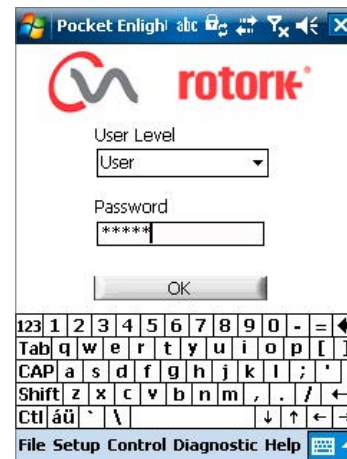 Pocket Enligh abc
rotork
User Level
User
Password
*****
OK
123 1 2 3 4 5 6 7 8 9 0 - =
Tab q w e r t y u i o p [ ]
CAP a s d f g h j k l ; '
Shift z x c v b n m , . /
Ctl áü ` \
File Setup Control Diagnostic Help